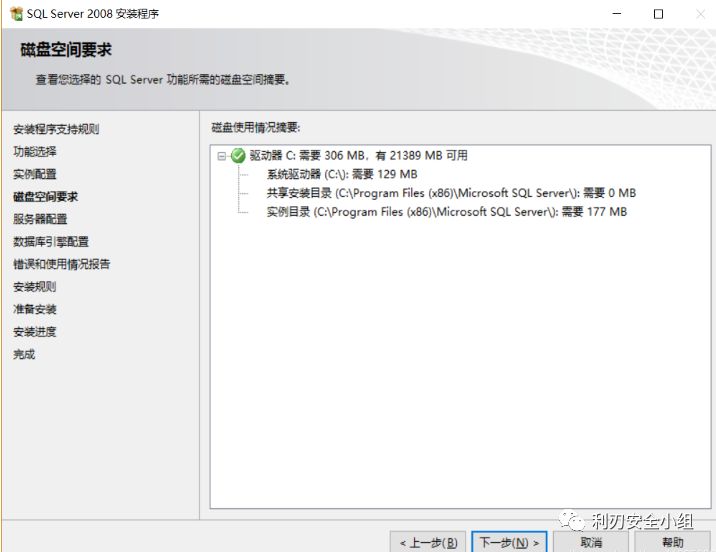 SQL Server 2008 安装程序
磁盘空间要求
查看您选择的 SQL Server 功能所需的磁盘空间摘要。
安装程序支持规则
功能选择
实例配置
磁盘空间要求
服务器配置
数据库引擎配置
错误和使用情况报告
安装规则
准备安装
安装进度
完成
磁盘使用情况摘要:
驱动器 C: 需要 306 MB，有 21389 MB 可用
系统驱动器 (C:\): 需要 129 MB
共享安装目录 (C:\Program Files (x86)\Microsoft SQL Server\): 需要 0 MB
实例目录 (C:\Program Files (x86)\Microsoft SQL Server\): 需要 177 MB
利刃安全小组
< 上一步(B) 下一步(N) > 取消 帮助